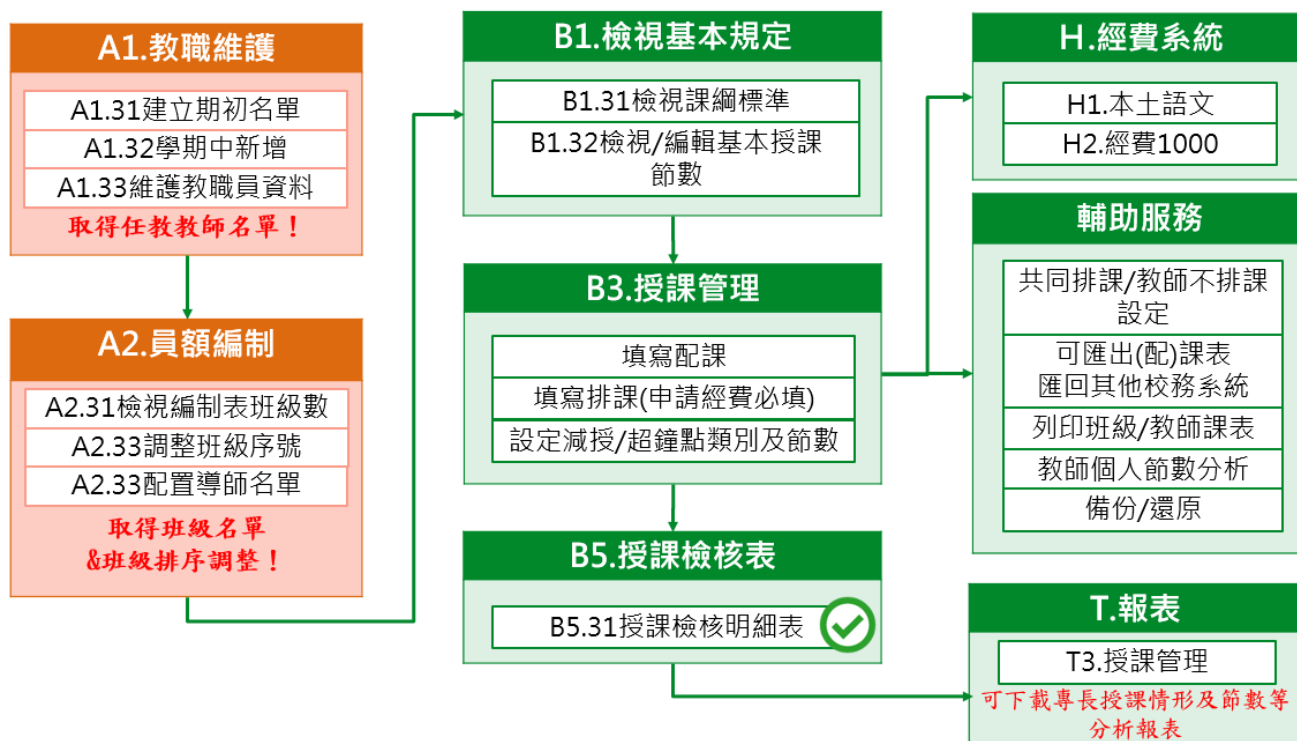 A1.教職維護
A1.31建立期初名單
A1.32學期中新增
A1.33維護教職員資料
取得任教教師名單！
A2.員額編制
A2.31檢視編制表班級數
A2.33調整班級序號
A2.33配置導師名單
取得班級名單
&班級排序調整！
B1.檢視基本規定
B1.31檢視課綱標準
B1.32檢視/編輯基本授課
節數
B3.授課管理
填寫配課
填寫排課(申請經費必填)
設定減授/超鐘點類別及節數
B5.授課檢核表
B5.31授課檢核明細表
H.經費系統
H1.本土語文
H2.經費1000
輔助服務
共同排課/教師不排課
設定
可匯出(配)課表
匯回其他校務系統
列印班級/教師課表
教師個人節數分析
備份/還原
T.報表
T3.授課管理
可下載專長授課情形及節數等
分析報表